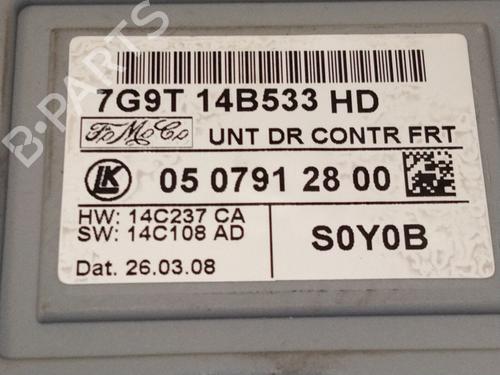 B-PARTS
7G9T 14B533 HD
FoMoCo
UNT DR CONTR FRT
LK
05 0791 28 00
HW: 14C237 CA
SW: 14C108 AD
S0Y0B
Dat. 26.03.08